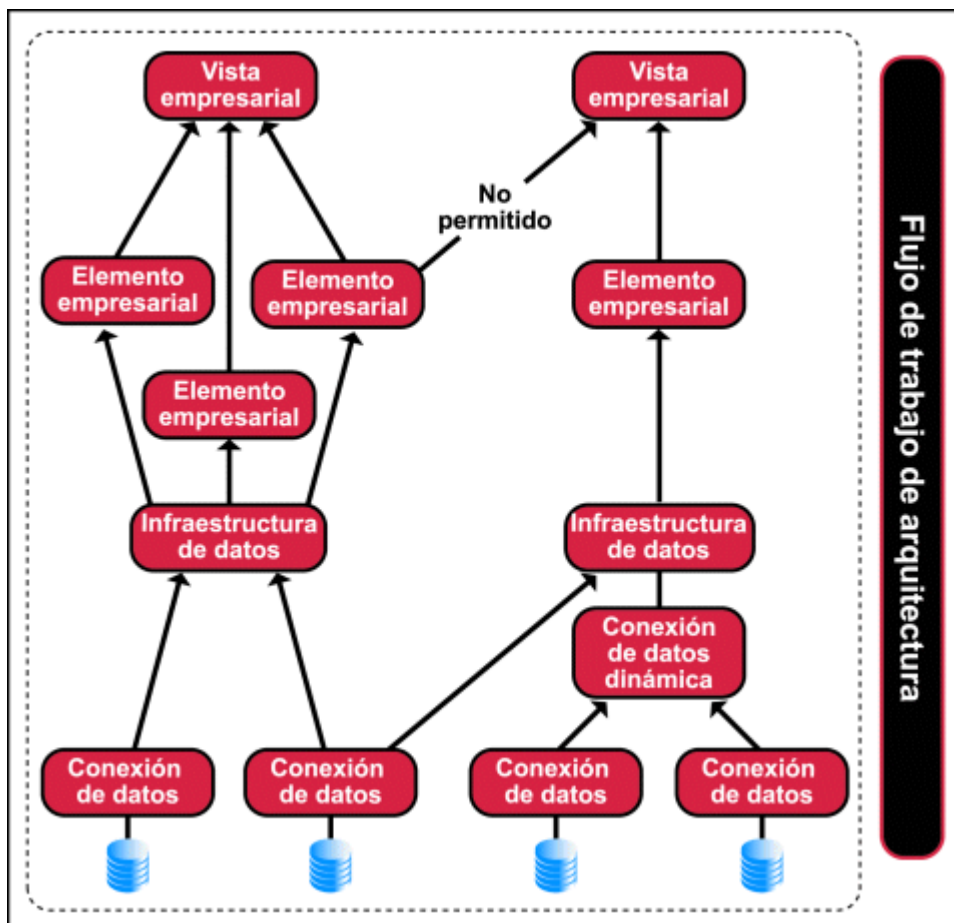 Vista
empresarial
Vista
empresarial
No
permitido
Elemento
empresarial
Elemento
empresarial
Elemento
empresarial
Elemento
empresarial
Infraestructura
de datos
Infraestructura
de datos
Conexión
de datos
dinámica
Conexión
de datos
Conexión
de datos
Conexión
de datos
Conexión
de datos
Flujo de trabajo de arquitectura